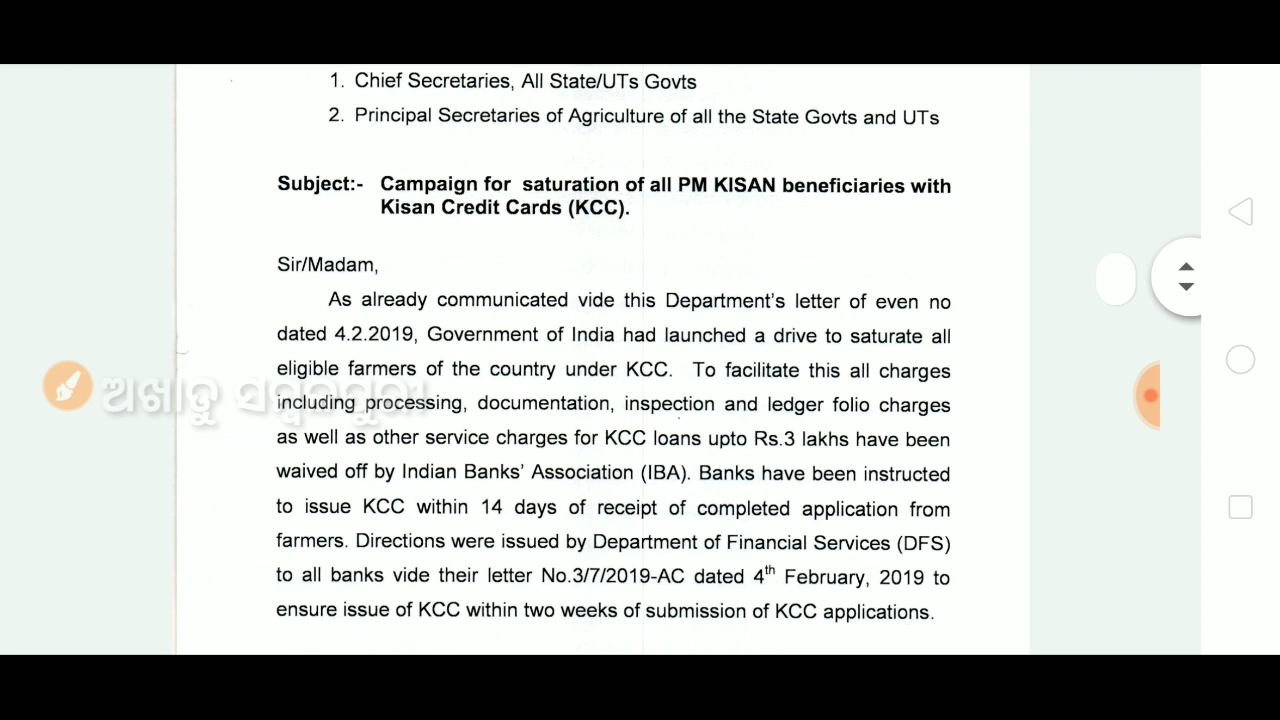 1. Chief Secretaries, All State/UTs Govts
2. Principal Secretaries of Agriculture of all the State Govts and UTs
Subject:- Campaign for saturation of all PM KISAN beneficiaries with
Kisan Credit Cards (KCC).
Sir/Madam,
As already communicated vide this Department's letter of even no
dated 4.2.2019, Government of India had launched a drive to saturate all
eligible farmers of the country under KCC. To facilitate this all charges
including processing, documentation, inspection and ledger folio charges
as well as other service charges for KCC loans upto Rs.3 lakhs have been
waived off by Indian Banks' Association (IBA). Banks have been instructed
to issue KCC within 14 days of receipt of completed application from
farmers. Directions were issued by Department of Financial Services (DFS)
to all banks vide their letter No.3/7/2019-AC dated 4th February, 2019 to
ensure issue of KCC within two weeks of submission of KCC applications.